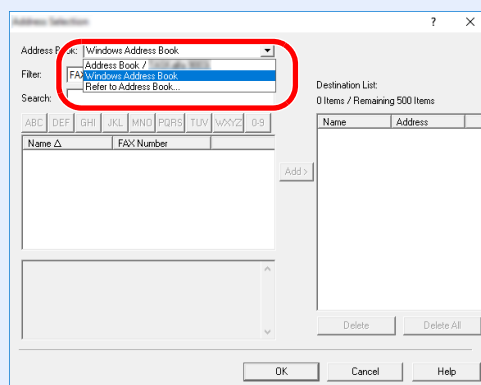 Address Selection
? ×
Address Book: Windows Address Book
Address Book /
Windows Address Book
Refer to Address Book...
Filter: FAX
Search:
Destination List:
0 Items / Remaining 500 Items
ABC DEF GHI JKL MNO PQRS TUV WXYZ 0-9
Name △ FAX Number
Name Address
Add >
Delete Delete All
OK Cancel Help